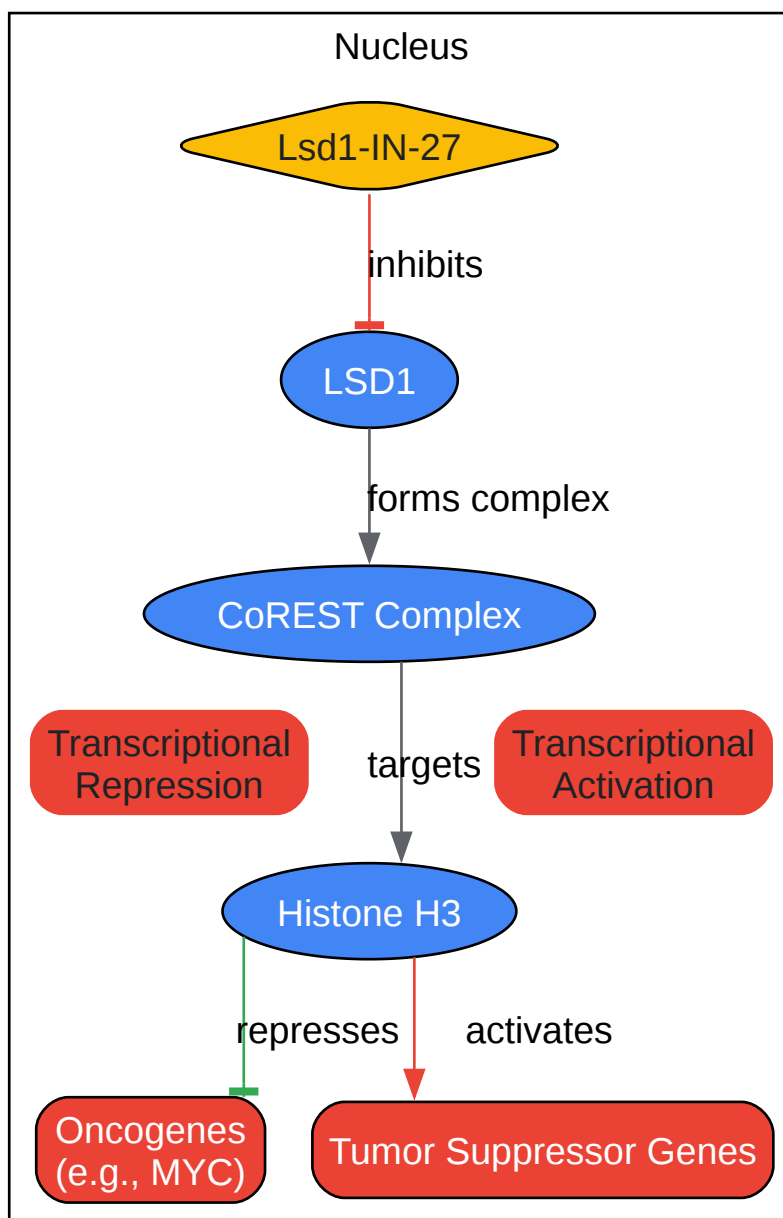 Nucleus
Lsd1-IN-27
inhibits
LSD1
forms complex
CoREST Complex
Transcriptional
Repression
targets
Transcriptional
Activation
Histone H3
represses
activates
Oncogenes
(e.g., MYC)
Tumor Suppressor Genes